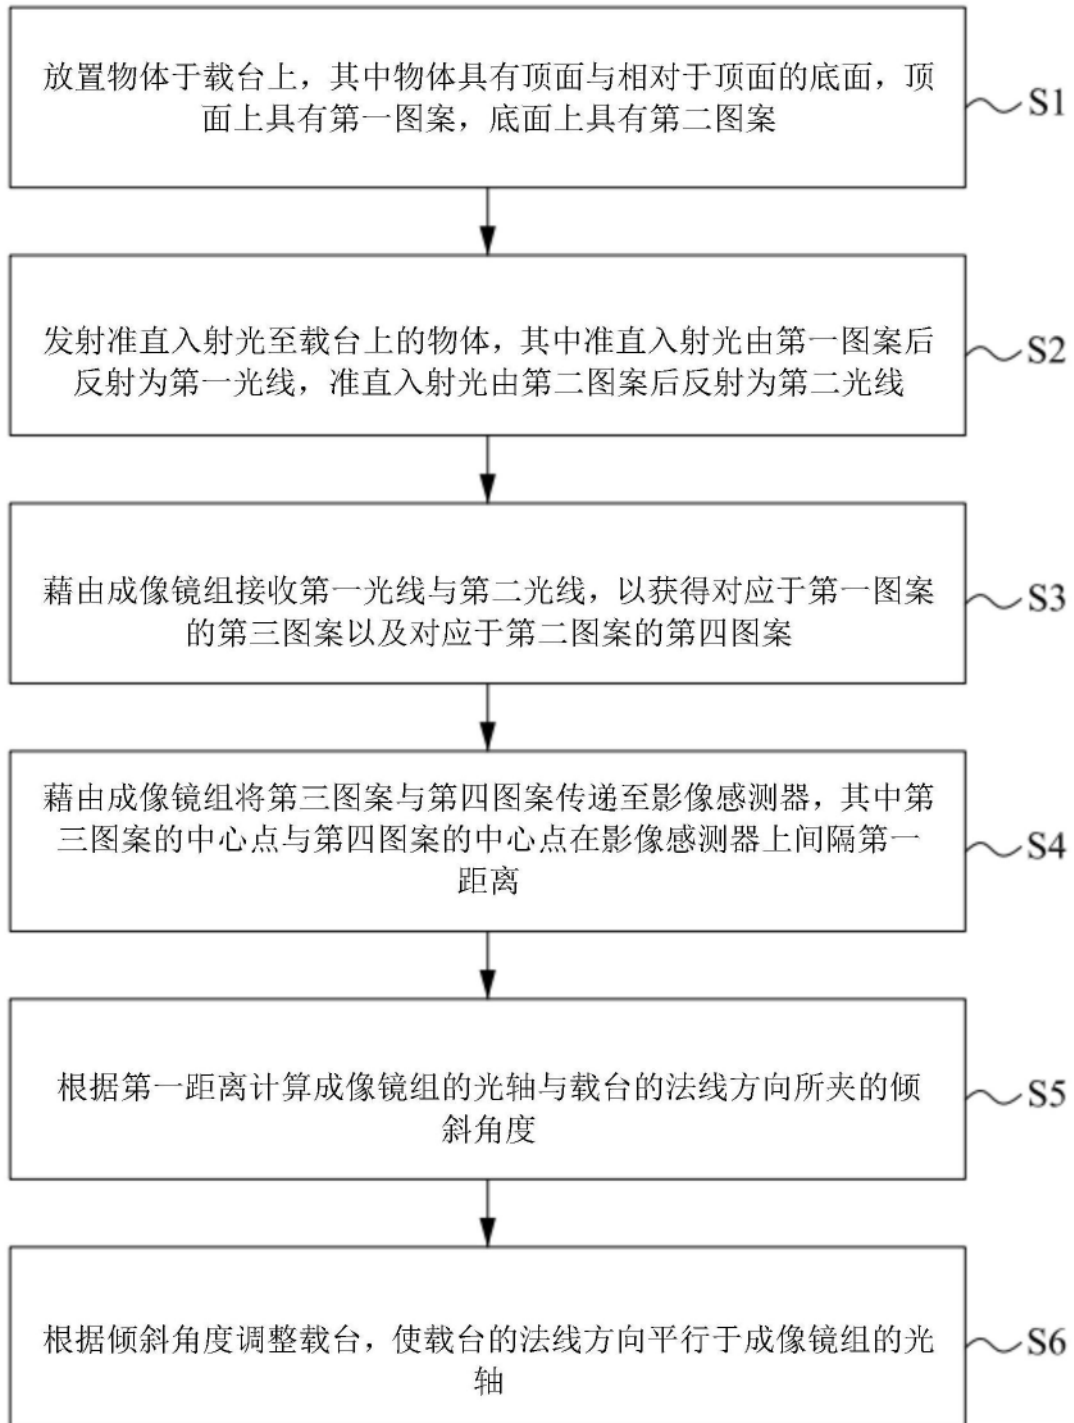 放置物体于载台上，其中物体具有顶面与相对于顶面的底面，顶
面上具有第一图案，底面上具有第二图案
S1
发射准直入射光至载台上的物体，其中准直入射光由第一图案后
反射为第一光线，准直入射光由第二图案后反射为第二光线
S2
藉由成像镜组接收第一光线与第二光线，以获得对应于第一图案
的第三图案以及对应于第二图案的第四图案
S3
藉由成像镜组将第三图案与第四图案传递至影像感测器，其中第
三图案的中心点与第四图案的中心点在影像感测器上间隔第一
距离
S4
根据第一距离计算成像镜组的光轴与载台的法线方向所夹的倾
斜角度
S5
根据倾斜角度调整载台，使载台的法线方向平行于成像镜组的光
轴
S6